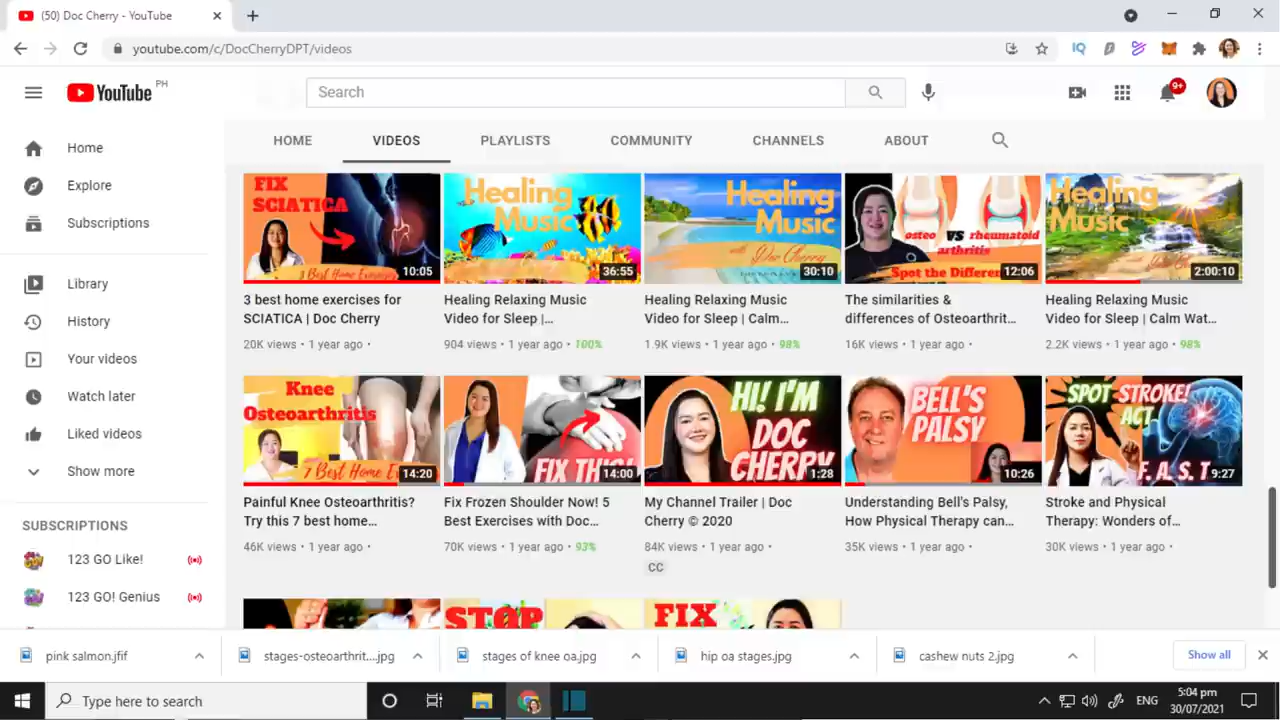 (50) Doc Cherry - YouTube
youtube.com/c/DocCherryDPT/videos
YouTube PH
Search
9+
HOME VIDEOS PLAYLISTS COMMUNITY CHANNELS ABOUT
Home
Explore
Subscriptions
Library
History
Your videos
Watch later
Liked videos
Show more
SUBSCRIPTIONS
123 GO Like!
123 GO! Genius
FIX
SCIATICA
3 Best Home Exercises
10:05
3 best home exercises for
SCIATICA | Doc Cherry
20K views • 1 year ago •
Healing
Music
36:55
Healing Relaxing Music
Video for Sleep |...
904 views • 1 year ago • 100%
Healing
Music
with Doc Cherry
30:10
Healing Relaxing Music
Video for Sleep | Calm...
1.9K views • 1 year ago • 98%
osteo VS rheumatoid
arthritis
Spot the Differen
12:06
The similarities &
differences of Osteoarthrit...
16K views • 1 year ago •
Healing
Music
2:00:10
Healing Relaxing Music
Video for Sleep | Calm Wat...
2.2K views • 1 year ago • 98%
Knee
Osteoarthritis
7 Best Home E
14:20
Painful Knee Osteoarthritis?
Try this 7 best home...
46K views • 1 year ago •
FIX THIS!
14:00
Fix Frozen Shoulder Now! 5
Best Exercises with Doc...
70K views • 1 year ago • 93%
HI! I'M
DOC
CHERRY
1:28
My Channel Trailer | Doc
Cherry © 2020
84K views • 1 year ago •
CC
BELL'S
PALSY
10:26
Understanding Bell's Palsy,
How Physical Therapy can...
35K views • 1 year ago •
SPOT STROKE!
ACT
F.A.S.T
9:27
Stroke and Physical
Therapy: Wonders of...
30K views • 1 year ago •
STOP
FIX
pink salmon.jfif
stages-osteoarthrit....jpg
stages of knee oa.jpg
hip oa stages.jpg
cashew nuts 2.jpg
Show all
Type here to search
ENG
5:04 pm
30/07/2021